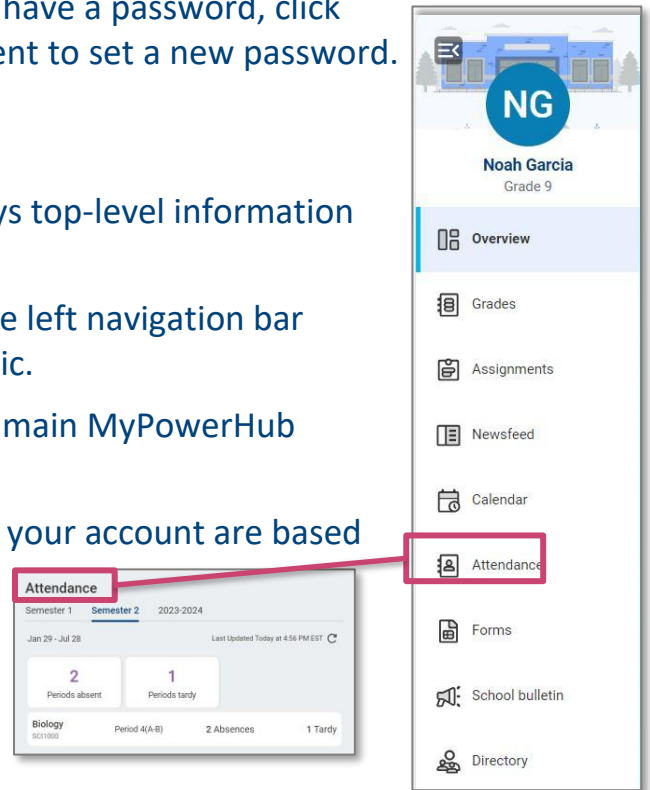 have a password, click
ent to set a new password.
ys top-level information
e left navigation bar
ic.
main MyPowerHub
your account are based
Attendance
Semester 1 Semester 2 2023-2024
Jan 29 - Jul 28 Last Updated Today at 4:56 PM EST
2 1
Periods absent Periods tardy
Biology Period 4(A-B) 2 Absences 1 Tardy
SCI1000
NG
Noah Garcia
Grade 9
Overview
Grades
Assignments
Newsfeed
Calendar
Attendance
Forms
School bulletin
Directory